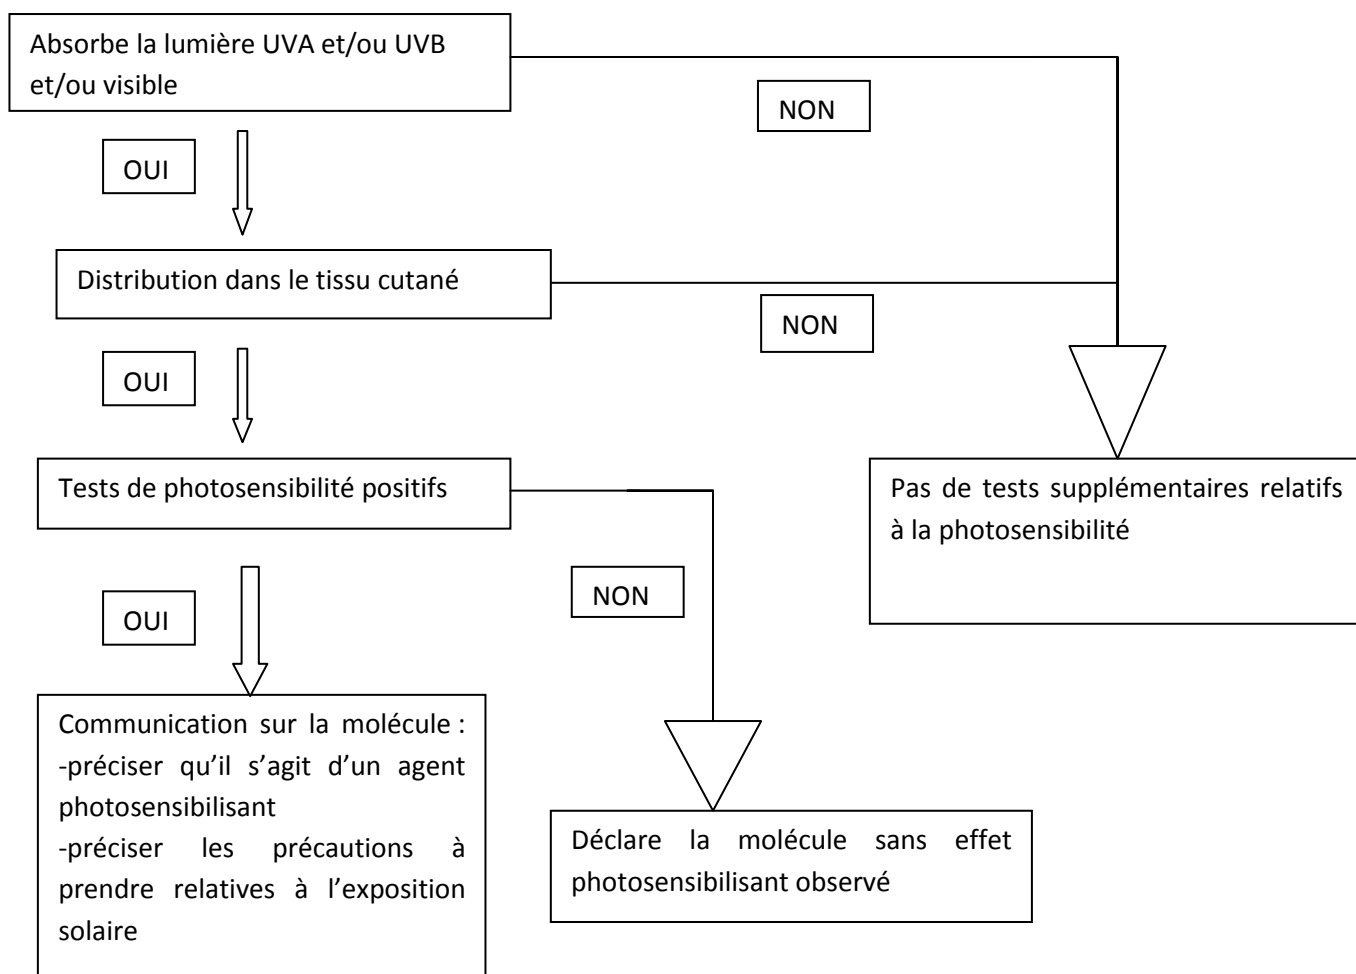 Absorbe la lumière UVA et/ou UVB
et/ou visible
NON
OUI
Distribution dans le tissu cutané
NON
OUI
Tests de photosensibilité positifs
Pas de tests supplémentaires relatifs
à la photosensibilité
NON
OUI
Communication sur la molécule :
-préciser qu’il s’agit d’un agent
photosensibilisant
-préciser les précautions à
prendre relatives à l’exposition
solaire
Déclare la molécule sans effet
photosensibilisant observé